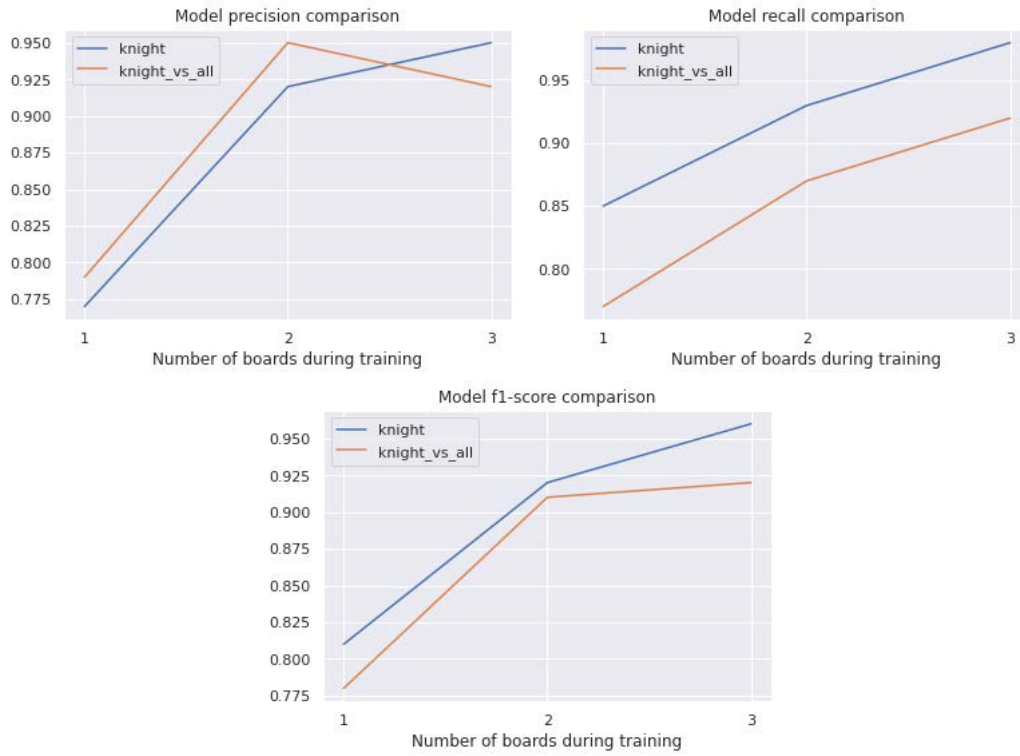 Model precision comparison
0.950
0.925
0.900
0.875
0.850
0.825
0.800
0.775
knight
knight_vs_all
1 2 3
Number of boards during training
Model recall comparison
0.95
0.90
0.85
0.80
knight
knight_vs_all
1 2 3
Number of boards during training
Model f1-score comparison
0.950
0.925
0.900
0.875
0.850
0.825
0.800
0.775
knight
knight_vs_all
1 2 3
Number of boards during training